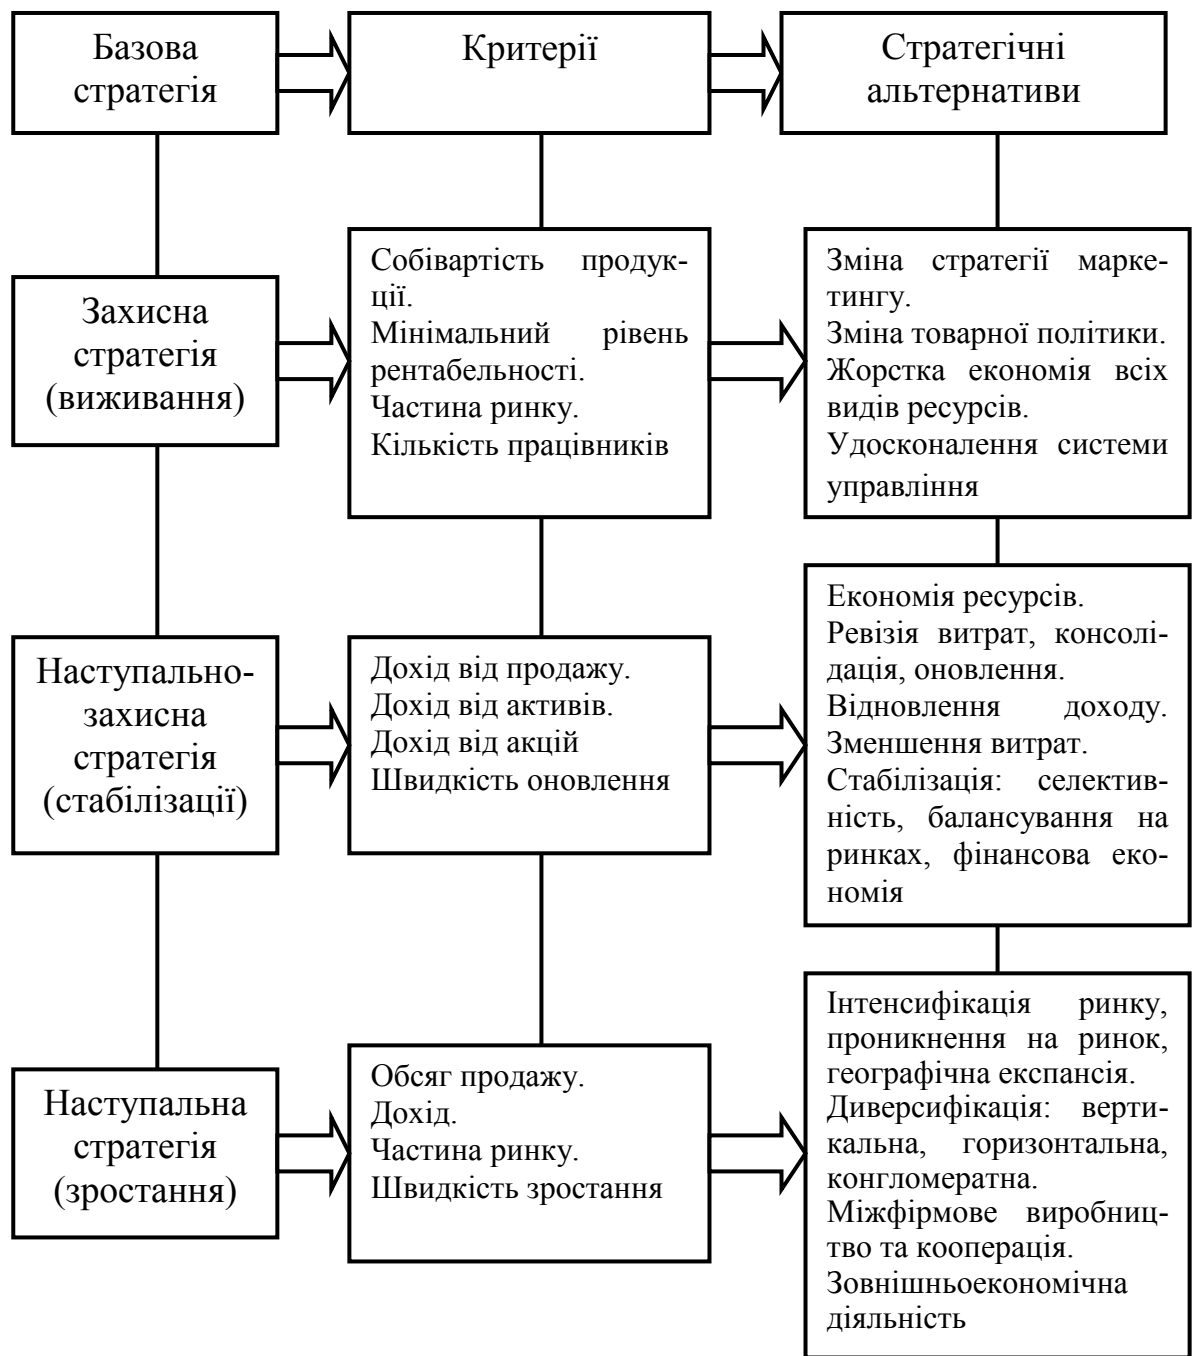 Базова
стратегія
Критерії
Стратегічні
альтернативи
Захисна
стратегія
(виживання)
Собівартість продук-
ції.
Мінімальний рівень
рентабельності.
Частина ринку.
Кількість працівників
Зміна стратегії марке-
тингу.
Зміна товарної політики.
Жорстка економія всіх
видів ресурсів.
Удосконалення системи
управління
Наступально-
захисна
стратегія
(стабілізації)
Дохід від продажу.
Дохід від активів.
Дохід від акцій
Швидкість оновлення
Економія ресурсів.
Ревізія витрат, консолі-
дація, оновлення.
Відновлення доходу.
Зменшення витрат.
Стабілізація: селектив-
ність, балансування на
ринках, фінансова еко-
номія
Наступальна
стратегія
(зростання)
Обсяг продажу.
Дохід.
Частина ринку.
Швидкість зростання
Інтенсифікація ринку,
проникнення на ринок,
географічна експансія.
Диверсифікація: верти-
кальна, горизонтальна,
конгломератна.
Міжфірмове виробниц-
тво та кооперація.
Зовнішньоекономічна
діяльність